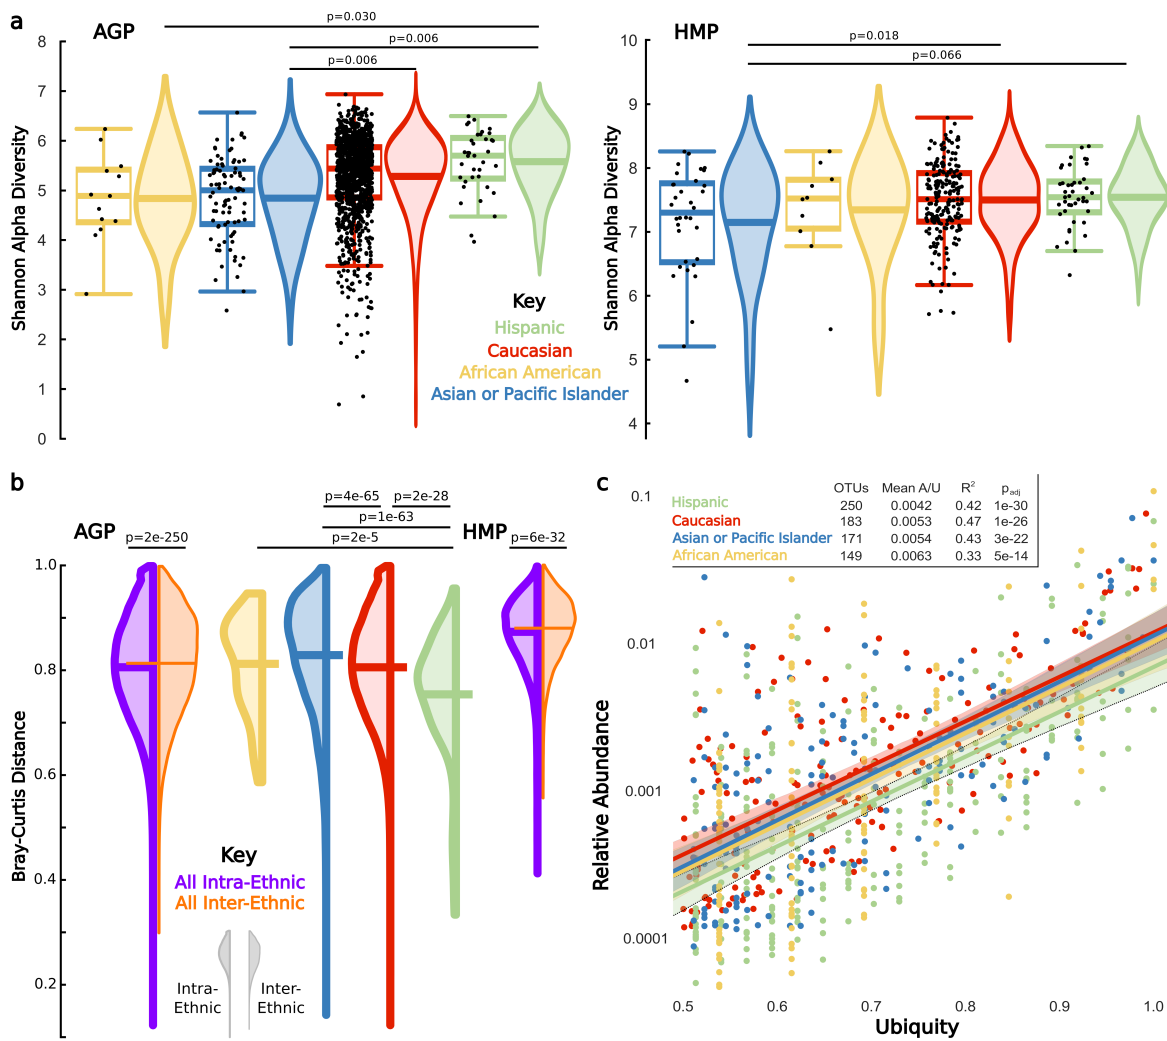 a
AGP
p=0.030
p=0.006
p=0.006
Shannon Alpha Diversity
8
7
6
5
4
3
2
1
0
Key
Hispanic
Caucasian
African American
Asian or Pacific Islander
HMP
p=0.018
p=0.066
Shannon Alpha Diversity
10
9
8
7
6
5
4
b
AGP
p=2e-250
p=4e-65
p=2e-28
p=1e-63
p=2e-5
HMP
p=6e-32
Bray-Curtis Distance
1.0
0.8
0.6
0.4
0.2
Key
All Intra-Ethnic
All Inter-Ethnic
Intra-
Ethnic
Inter-
Ethnic
c
OTUs Mean A/U R² p_adj
Hispanic 250 0.0042 0.42 1e-30
Caucasian 183 0.0053 0.47 1e-26
Asian or Pacific Islander 171 0.0054 0.43 3e-22
African American 149 0.0063 0.33 5e-14
Relative Abundance
0.1
0.01
0.001
0.0001
0.5 0.6 0.7 0.8 0.9 1.0
Ubiquity